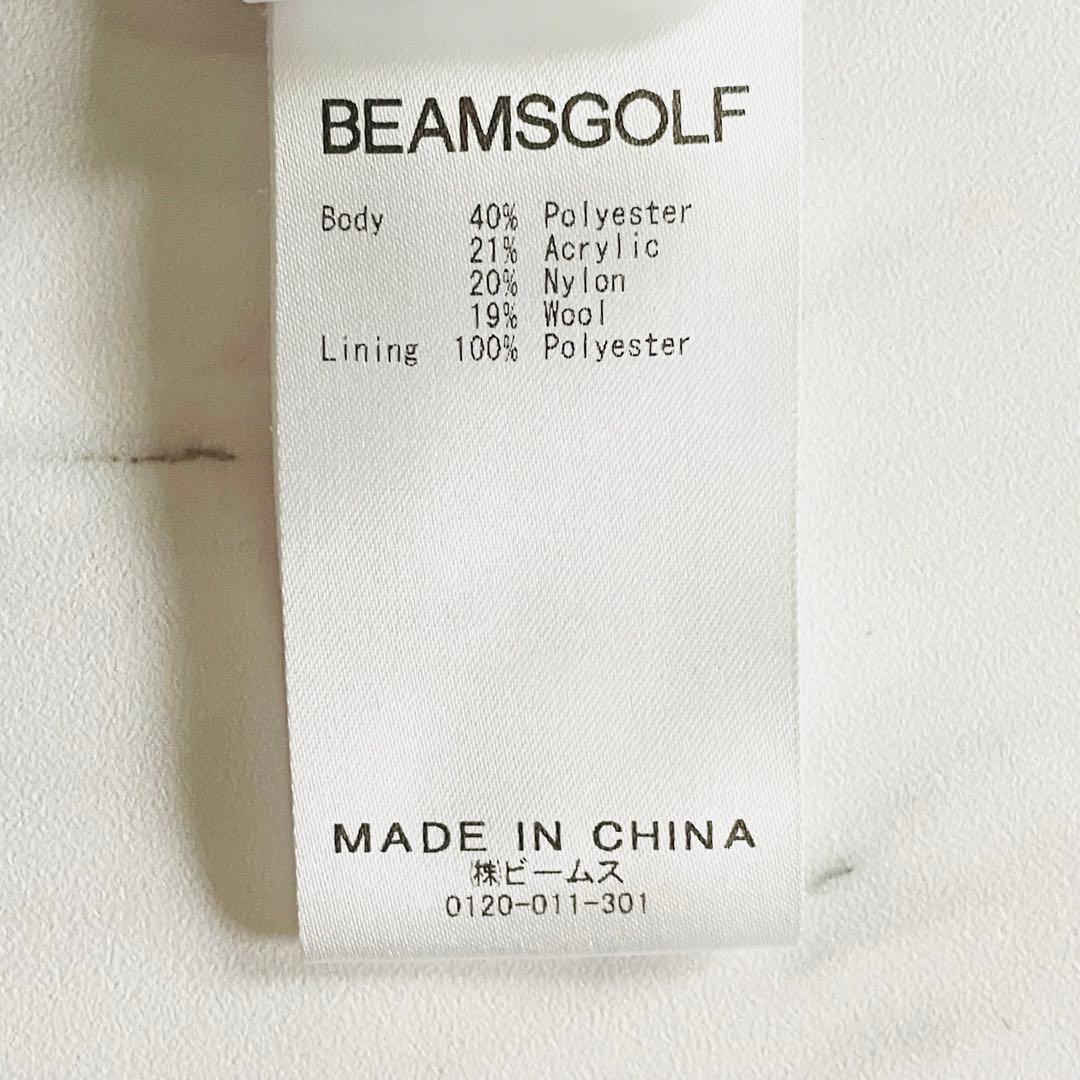 BEAMSGOLF
Body 40% Polyester
21% Acrylic
20% Nylon
19% Wool
Lining 100% Polyester
MADE IN CHINA
㈱ビームス
0120-011-301